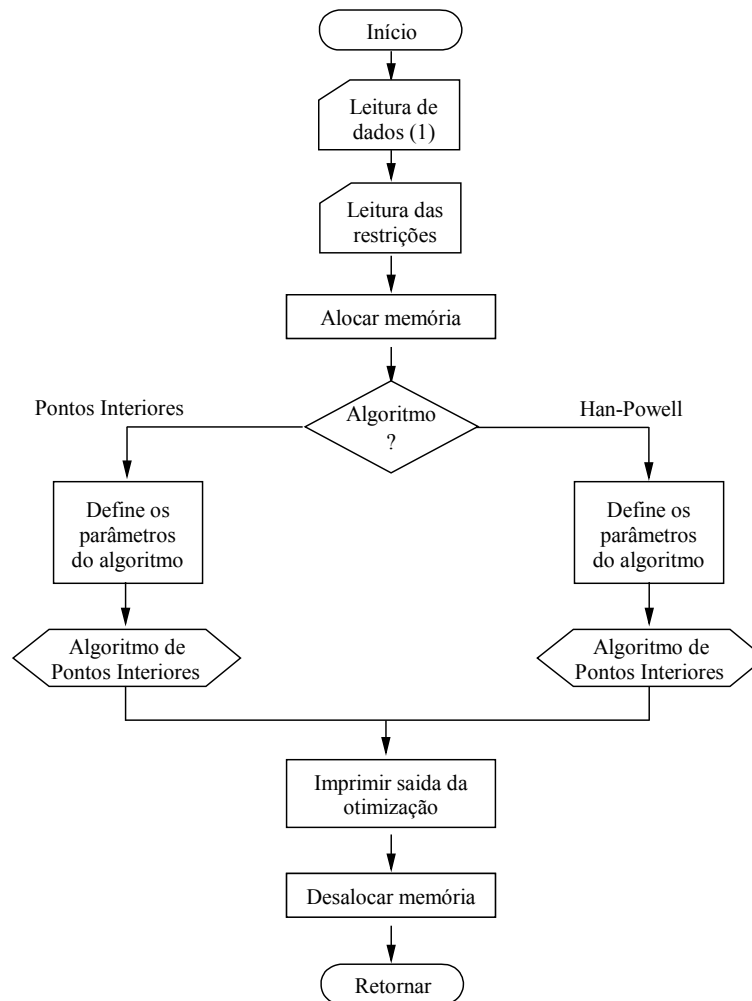 Início
Leitura de
dados (1)
Leitura das
restrições
Alocar memória
Pontos Interiores
Algoritmo
?
Han-Powell
Define os
parâmetros
do algoritmo
Define os
parâmetros
do algoritmo
Algoritmo de
Pontos Interiores
Algoritmo de
Pontos Interiores
Imprimir saida da
otimização
Desalocar memória
Retornar